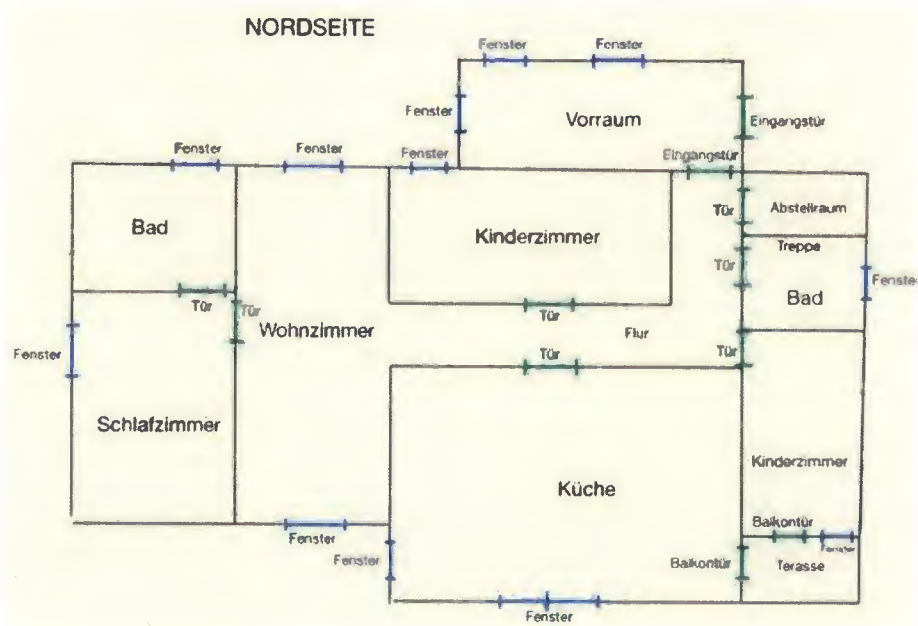 NORDSEITE
Fenster
Fenster
Fenster
Vorraum
Eingangstür
Fenster
Fenster
Fenster
Eingangstür
Bad
Kinderzimmer
Tür
Abstellraum
Treppe
Tür
Bad
Fenster
Tür
Tür
Wohnzimmer
Tür
Flur
Fenster
Tür
Tür
Schlafzimmer
Küche
Kinderzimmer
Balkontür
Fenster
Fenster
Fenster
Balkontür
Terasse
Fenster